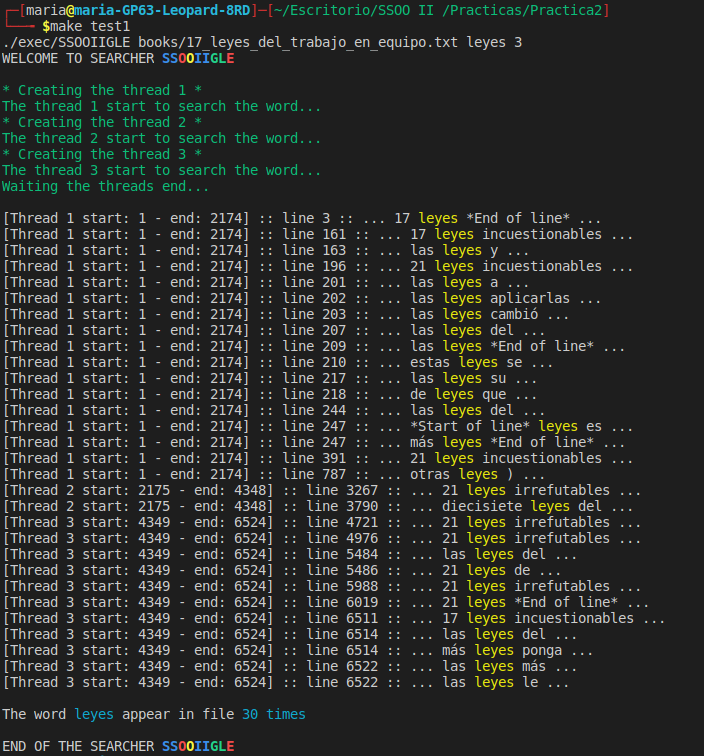 ┌─[maria@maria-GP63-Leopard-8RD]─[~/Escritorio/SSOO II /Practicas/Practica2]
└──╼ $make test1
./exec/SSOOIIGLE books/17_leyes_del_trabajo_en_equipo.txt leyes 3
WELCOME TO SEARCHER SSOOIIGLE
* Creating the thread 1 *
The thread 1 start to search the word...
* Creating the thread 2 *
The thread 2 start to search the word...
* Creating the thread 3 *
The thread 3 start to search the word...
Waiting the threads end...
[Thread 1 start: 1 - end: 2174] :: line 3 :: ... 17 leyes *End of line* ...
[Thread 1 start: 1 - end: 2174] :: line 161 :: ... 17 leyes incuestionables ...
[Thread 1 start: 1 - end: 2174] :: line 163 :: ... las leyes y ...
[Thread 1 start: 1 - end: 2174] :: line 196 :: ... 21 leyes incuestionables ...
[Thread 1 start: 1 - end: 2174] :: line 201 :: ... las leyes a ...
[Thread 1 start: 1 - end: 2174] :: line 202 :: ... las leyes aplicarlas ...
[Thread 1 start: 1 - end: 2174] :: line 203 :: ... las leyes cambió ...
[Thread 1 start: 1 - end: 2174] :: line 207 :: ... las leyes del ...
[Thread 1 start: 1 - end: 2174] :: line 209 :: ... las leyes *End of line* ...
[Thread 1 start: 1 - end: 2174] :: line 210 :: ... estas leyes se ...
[Thread 1 start: 1 - end: 2174] :: line 217 :: ... las leyes su ...
[Thread 1 start: 1 - end: 2174] :: line 218 :: ... de leyes que ...
[Thread 1 start: 1 - end: 2174] :: line 244 :: ... las leyes del ...
[Thread 1 start: 1 - end: 2174] :: line 247 :: ... *Start of line* leyes es ...
[Thread 1 start: 1 - end: 2174] :: line 247 :: ... más leyes *End of line* ...
[Thread 1 start: 1 - end: 2174] :: line 391 :: ... 21 leyes incuestionables ...
[Thread 1 start: 1 - end: 2174] :: line 787 :: ... otras leyes ) ...
[Thread 2 start: 2175 - end: 4348] :: line 3267 :: ... 21 leyes irrefutables ...
[Thread 2 start: 2175 - end: 4348] :: line 3790 :: ... diecisiete leyes del ...
[Thread 3 start: 4349 - end: 6524] :: line 4721 :: ... 21 leyes irrefutables ...
[Thread 3 start: 4349 - end: 6524] :: line 4976 :: ... 21 leyes irrefutables ...
[Thread 3 start: 4349 - end: 6524] :: line 5484 :: ... las leyes del ...
[Thread 3 start: 4349 - end: 6524] :: line 5486 :: ... 21 leyes de ...
[Thread 3 start: 4349 - end: 6524] :: line 5988 :: ... 21 leyes irrefutables ...
[Thread 3 start: 4349 - end: 6524] :: line 6019 :: ... 21 leyes *End of line* ...
[Thread 3 start: 4349 - end: 6524] :: line 6511 :: ... 17 leyes incuestionables ...
[Thread 3 start: 4349 - end: 6524] :: line 6514 :: ... las leyes del ...
[Thread 3 start: 4349 - end: 6524] :: line 6514 :: ... más leyes ponga ...
[Thread 3 start: 4349 - end: 6524] :: line 6522 :: ... las leyes más ...
[Thread 3 start: 4349 - end: 6524] :: line 6522 :: ... las leyes le ...
The word leyes appear in file 30 times
END OF THE SEARCHER SSOOIIGLE